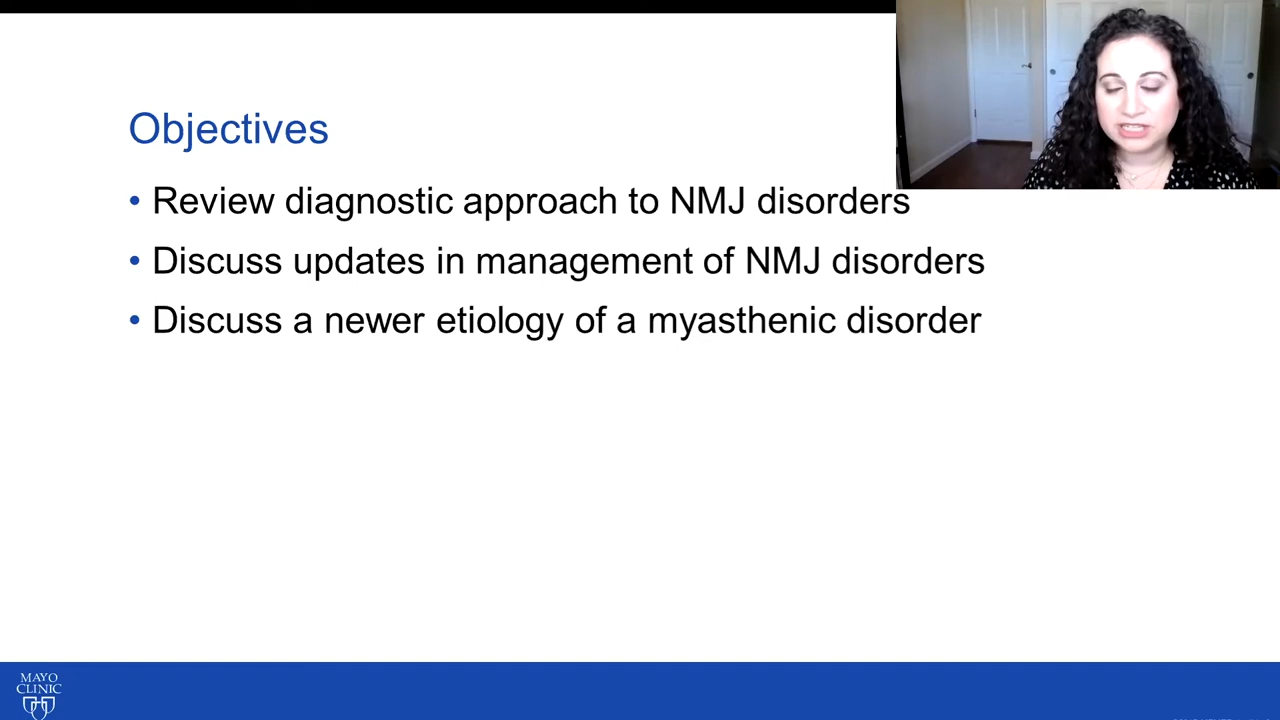 Objectives
• Review diagnostic approach to NMJ disorders
• Discuss updates in management of NMJ disorders
• Discuss a newer etiology of a myasthenic disorder
MAYO
CLINIC